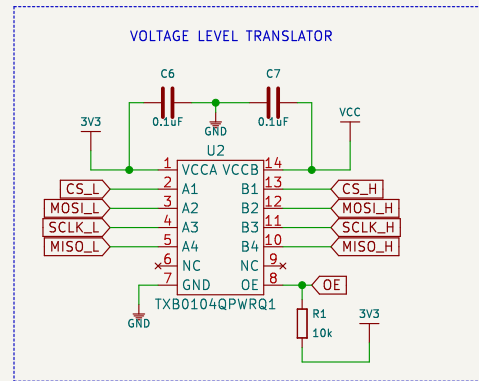 VOLTAGE LEVEL TRANSLATOR
C6 C7
0.1uF 0.1uF
3V3 GND VCC
U2
1 VCCA VCCB 14
CS_L 2 A1 B1 13 CS_H
MOSI_L 3 A2 B2 12 MOSI_H
SCLK_L 4 A3 B3 11 SCLK_H
MISO_L 5 A4 B4 10 MISO_H
6 NC NC 9
7 GND OE 8 OE
TXB0104QPWRQ1
GND
R1 3V3
10k